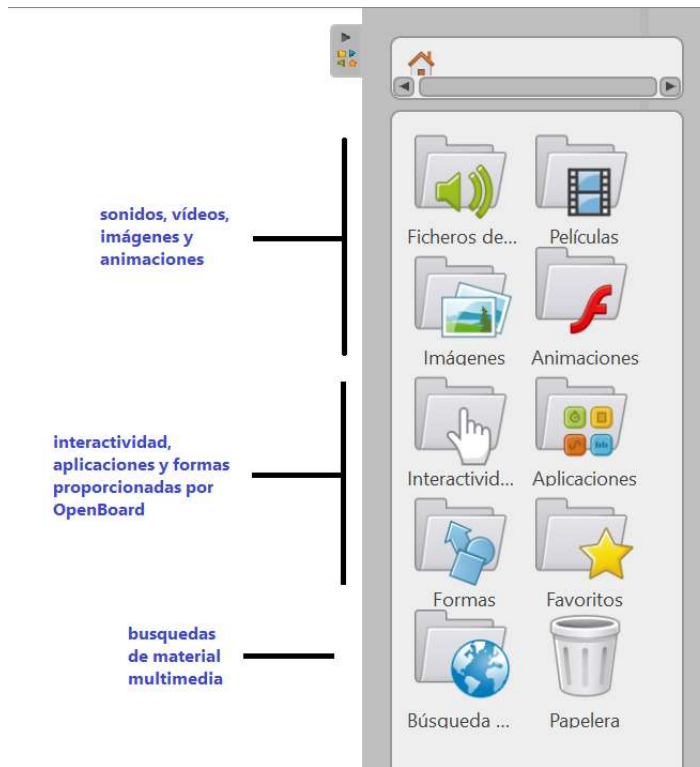 sonidos, vídeos,
imágenes y
animaciones
Ficheros de... Películas
Imágenes Animaciones
interactividad,
aplicaciones y formas
proporcionadas por
OpenBoard
Interactivid... Aplicaciones
Formas Favoritos
busquedas
de material
multimedia
Búsqueda ... Papelera